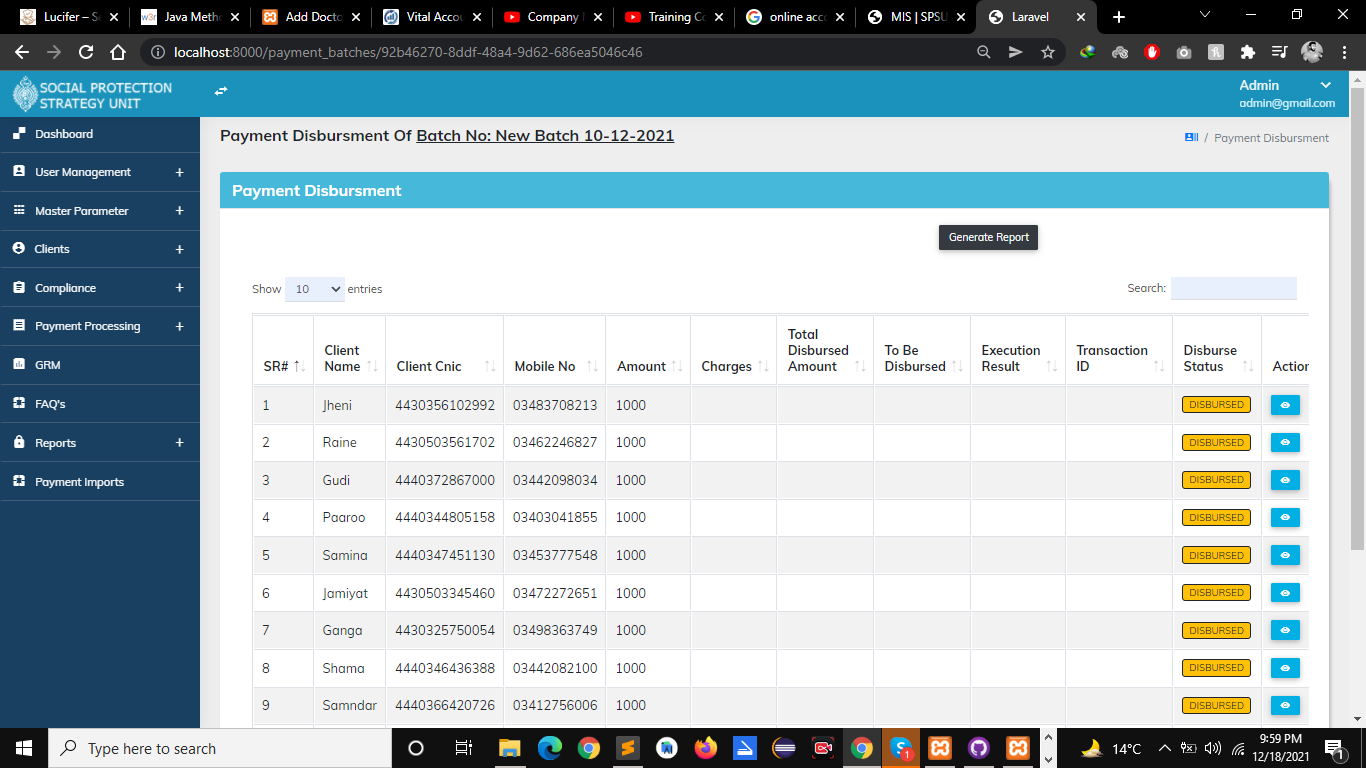 Lucifer – S
w3r Java Meth
Add Docto
Vital Accou
Company
Training C
online acc
MIS | SPSU
Laravel
localhost:8000/payment_batches/92b46270-8ddf-48a4-9d62-686ea5046c46
SOCIAL PROTECTION
STRATEGY UNIT
Admin
admin@gmail.com
Dashboard
User Management +
Master Parameter +
Clients +
Compliance +
Payment Processing +
GRM
FAQ's
Reports +
Payment Imports
Payment Disbursment Of Batch No: New Batch 10-12-2021
/ Payment Disbursment
Payment Disbursment
Generate Report
Show 10 entries
Search:
SR# Client Name Client Cnic Mobile No Amount Charges Total Disbursed Amount To Be Disbursed Execution Result Transaction ID Disburse Status Action
1 Jheni 4430356102992 03483708213 1000 DISBURSED
2 Raine 4430503561702 03462246827 1000 DISBURSED
3 Gudi 4440372867000 03442098034 1000 DISBURSED
4 Paaroo 4440344805158 03403041855 1000 DISBURSED
5 Samina 4440347451130 03453777548 1000 DISBURSED
6 Jamiyat 4430503345460 03472272651 1000 DISBURSED
7 Ganga 4430325750054 03498363749 1000 DISBURSED
8 Shama 4440346436388 03442082100 1000 DISBURSED
9 Samndar 4440366420726 03412756006 1000 DISBURSED
Type here to search
1
14°C
9:59 PM
12/18/2021
1